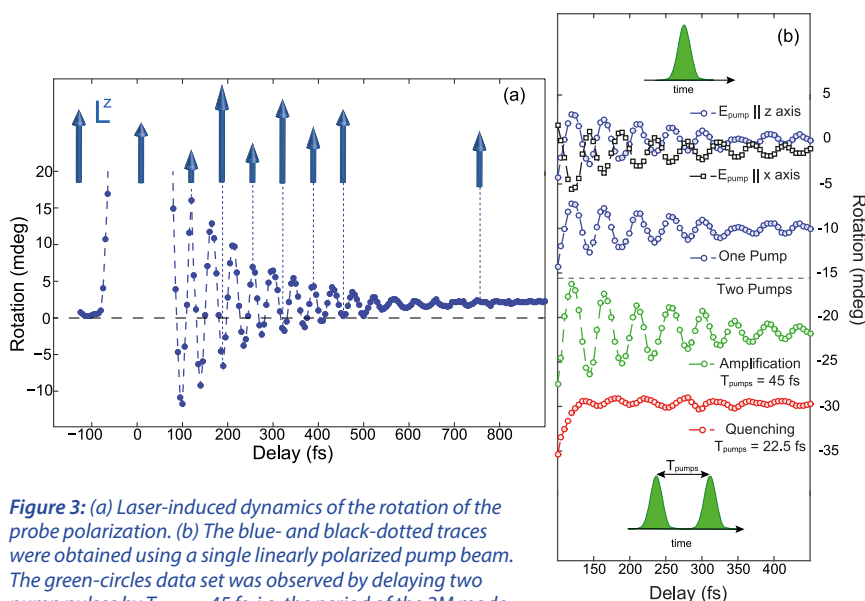 (a)
L^z
20
15
10
5
0
−5
−10
Rotation (mdeg)
−100 0 100 200 300 400 500 600 700 800
Delay (fs)
(b)
time
E_pump || z axis
E_pump || x axis
One Pump
Two Pumps
Amplification
T_pumps = 45 fs
Quenching
T_pumps = 22.5 fs
T_pumps
time
5
0
-5
-10
-15
-20
-25
-30
-35
Rotation (mdeg)
150 200 250 300 350 400
Delay (fs)
Figure 3: (a) Laser-induced dynamics of the rotation of the
probe polarization. (b) The blue- and black-dotted traces
were obtained using a single linearly polarized pump beam.
The green-circles data set was observed by delaying two